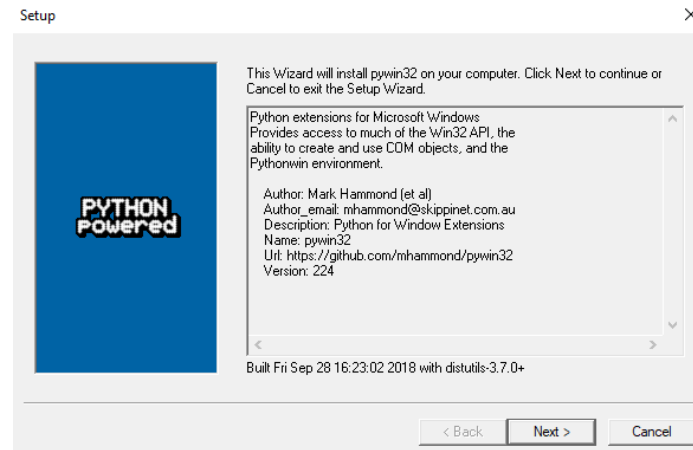 Setup
This Wizard will install pywin32 on your computer. Click Next to continue or
Cancel to exit the Setup Wizard.
Python extensions for Microsoft Windows
Provides access to much of the Win32 API, the
ability to create and use COM objects, and the
Pythonwin environment.
Author: Mark Hammond (et al)
Author_email: mhammond@skippinet.com.au
Description: Python for Window Extensions
Name: pywin32
Url: https://github.com/mhammond/pywin32
Version: 224
PYTHON
Powered
Built Fri Sep 28 16:23:02 2018 with distutils-3.7.0+
< Back
Next >
Cancel